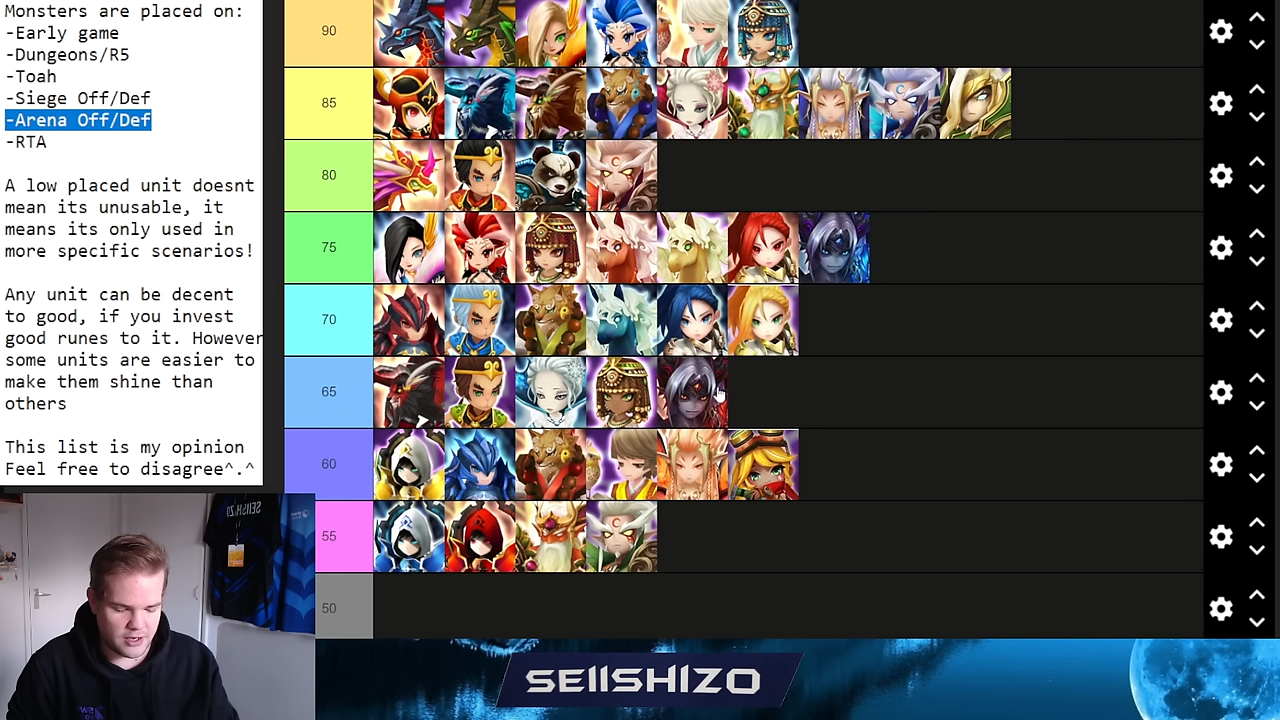 Monsters are placed on:
-Early game
-Dungeons/R5
-Toah
-Siege Off/Def
-Arena Off/Def
-RTA
A low placed unit doesnt
mean its unusable, it
means its only used in
more specific scenarios!
Any unit can be decent
to good, if you invest
good runes to it. However
some units are easier to
make them shine than
others
This list is my opinion
Feel free to disagree^.^
90
85
80
75
70
65
60
55
50
SEIISHIZO